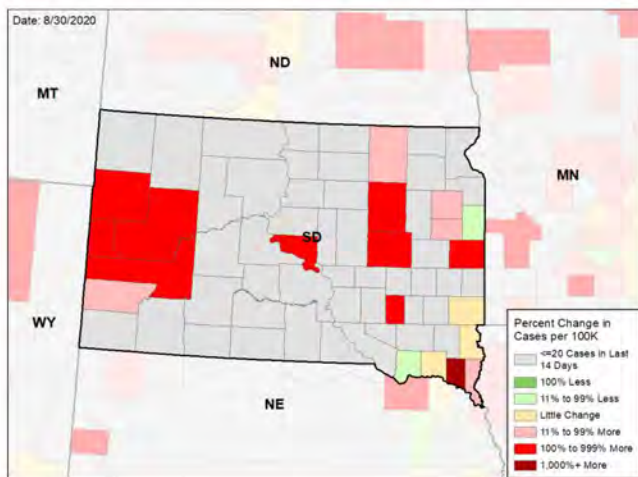 Date: 8/30/2020
ND
MT
MN
SD
WY
NE
Percent Change in
Cases per 100K
<=20 Cases in Last
14 Days
100% Less
11% to 99% Less
Little Change
11% to 99% More
100% to 999% More
1,000%+ More